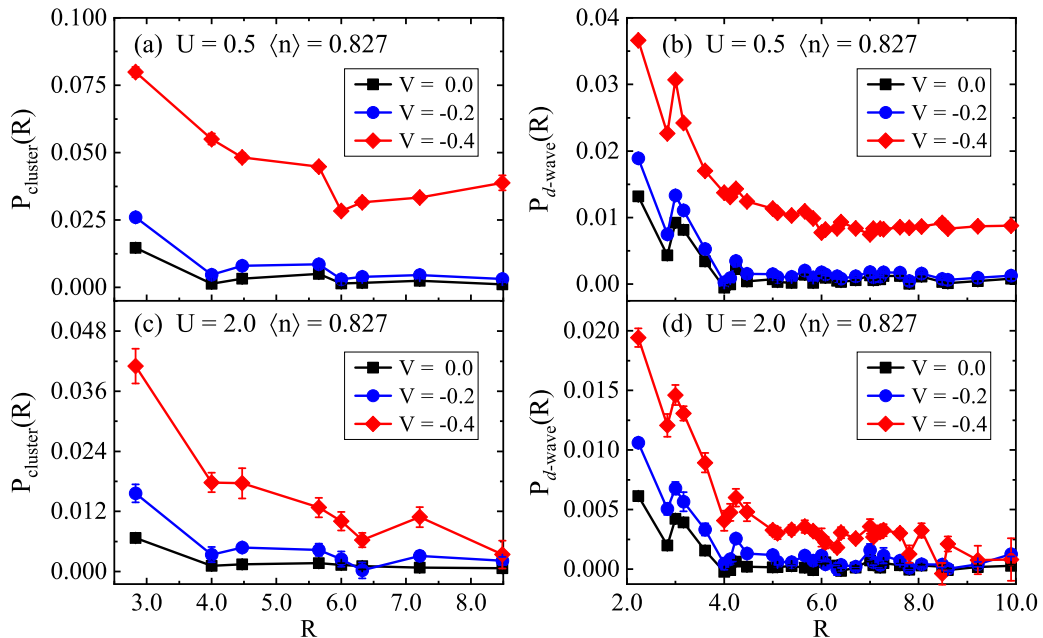 (a) U = 0.5 ⟨n⟩ = 0.827
V = 0.0
V = -0.2
V = -0.4
P_cluster(R)
0.100
0.075
0.050
0.025
0.000
(b) U = 0.5 ⟨n⟩ = 0.827
V = 0.0
V = -0.2
V = -0.4
P_d-wave(R)
0.04
0.03
0.02
0.01
0.00
(c) U = 2.0 ⟨n⟩ = 0.827
V = 0.0
V = -0.2
V = -0.4
P_cluster(R)
0.048
0.036
0.024
0.012
0.000
3.0 4.0 5.0 6.0 7.0 8.0
R
(d) U = 2.0 ⟨n⟩ = 0.827
V = 0.0
V = -0.2
V = -0.4
P_d-wave(R)
0.020
0.015
0.010
0.005
0.000
2.0 4.0 6.0 8.0 10.0
R